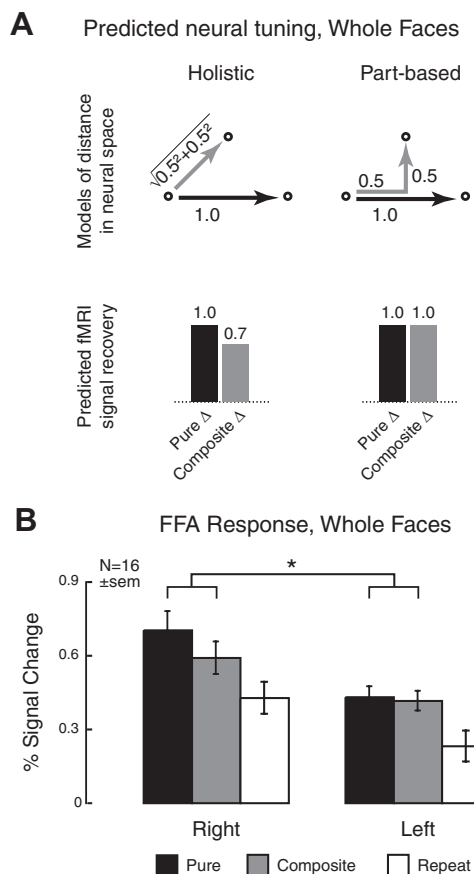 A Predicted neural tuning, Whole Faces
Holistic Part-based
Models of distance
in neural space
√0.5²+0.5²
1.0
0.5
0.5
1.0
Predicted fMRI
signal recovery
1.0
0.7
1.0 1.0
Pure Δ
Composite Δ
Pure Δ
Composite Δ
B FFA Response, Whole Faces
N=16
±sem
*
% Signal Change
0.9
0.6
0.3
0
Right Left
Pure Composite Repeat